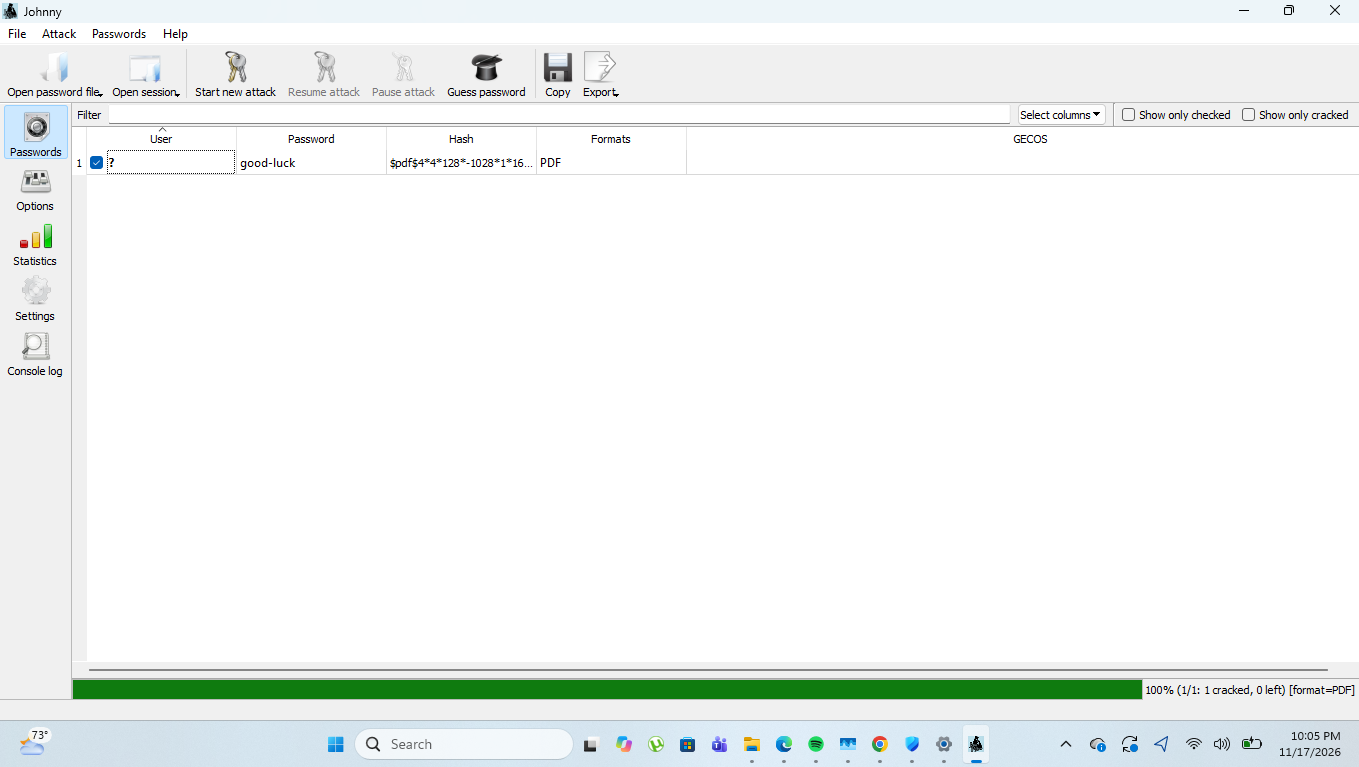 Johnny
File Attack Passwords Help
Open password file Open session Start new attack Resume attack Pause attack Guess password Copy Export
Filter Select columns Show only checked Show only cracked
Passwords
Options
Statistics
Settings
Console log
User Password Hash Formats GECOS
1 ? good-luck $pdf$4*4*128*-1028*1*16... PDF
100% (1/1: 1 cracked, 0 left) [format=PDF]
73°
Search
10:05 PM
11/17/2026